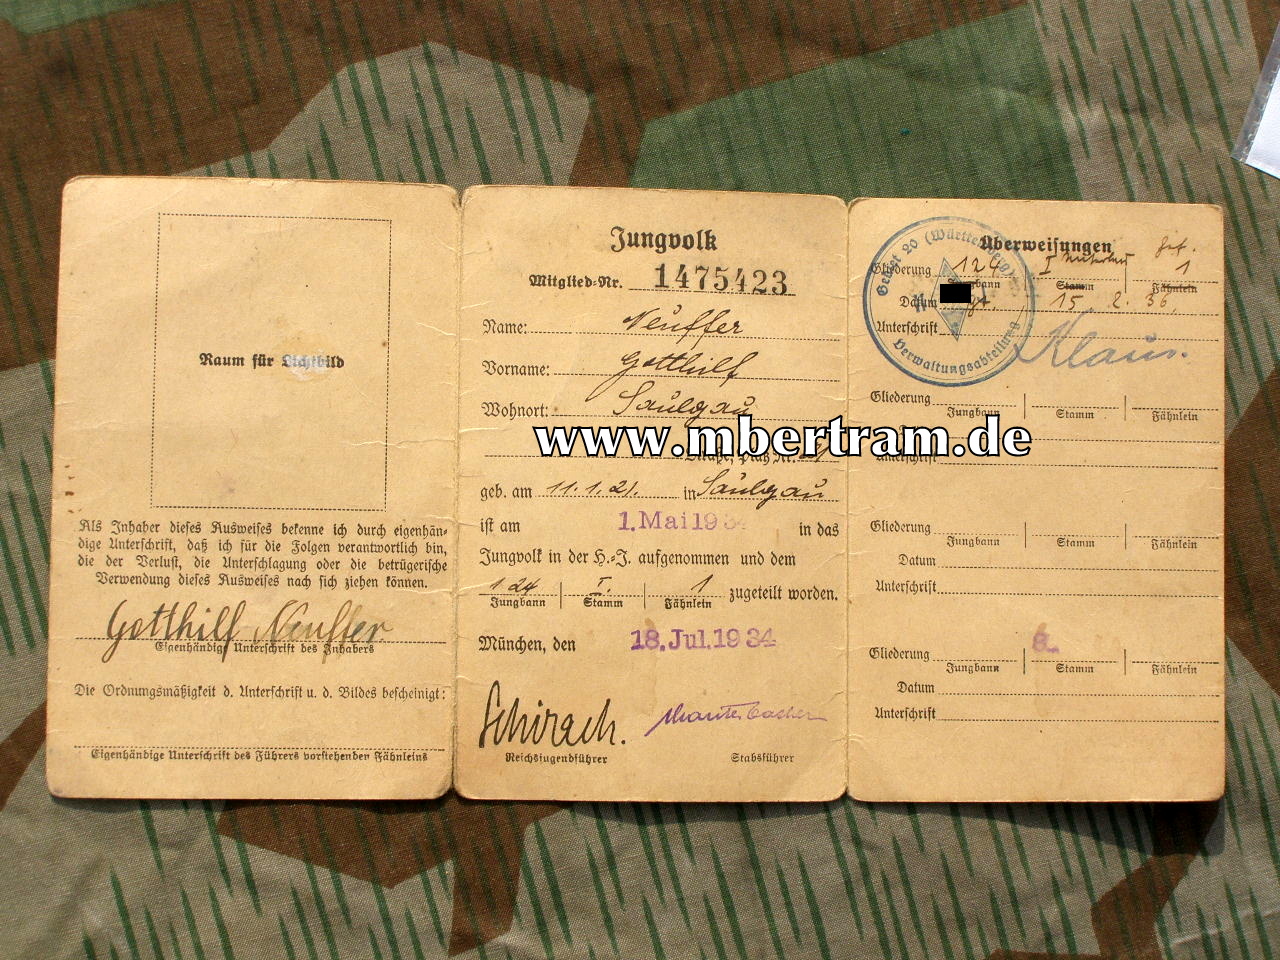 Raum für Lichtbild
Als Inhaber dieses Ausweises bekenne ich durch eigenhän-
dige Unterschrift, daß ich für die Folgen verantwortlich bin,
die der Verlust, die Unterschlagung oder die betrügerische
Verwendung dieses Ausweises nach sich ziehen können.
Gotthilf Neuffer
Eigenhändige Unterschrift des Inhabers
Die Ordnungsmäßigkeit d. Unterschrift u. d. Bildes bescheinigt:
Eigenhändige Unterschrift des Führers vorstehenden Fähnleins
Jungvolk
Mitglied-Nr. 1475423
Name: Neuffer
Vorname: Gotthilf
Wohnort: Saulgau
www.mbertram.de
Straße, Platz Nr.
geb. am 11.1.21. in Saulgau
ist am 1. Mai 1934 in das
Jungvolk in der H.-J. aufgenommen und dem
124 I. 1 zugeteilt worden.
Jungbann Stamm Fähnlein
München, den 18. Jul. 1934
Schirach.
Reichsjugendführer Stabsführer
Überweisungen
Gebiet 20 (Württemberg)
Verwaltungsabteilung
Gliederung 124 I 1
Jungbann Stamm Fähnlein
Datum 15. 2. 36.
Unterschrift Klaus.
Gliederung
Jungbann Stamm Fähnlein
Unterschrift
Gliederung
Jungbann Stamm Fähnlein
Datum
Unterschrift
8.
Gliederung
Jungbann Stamm Fähnlein
Datum
Unterschrift